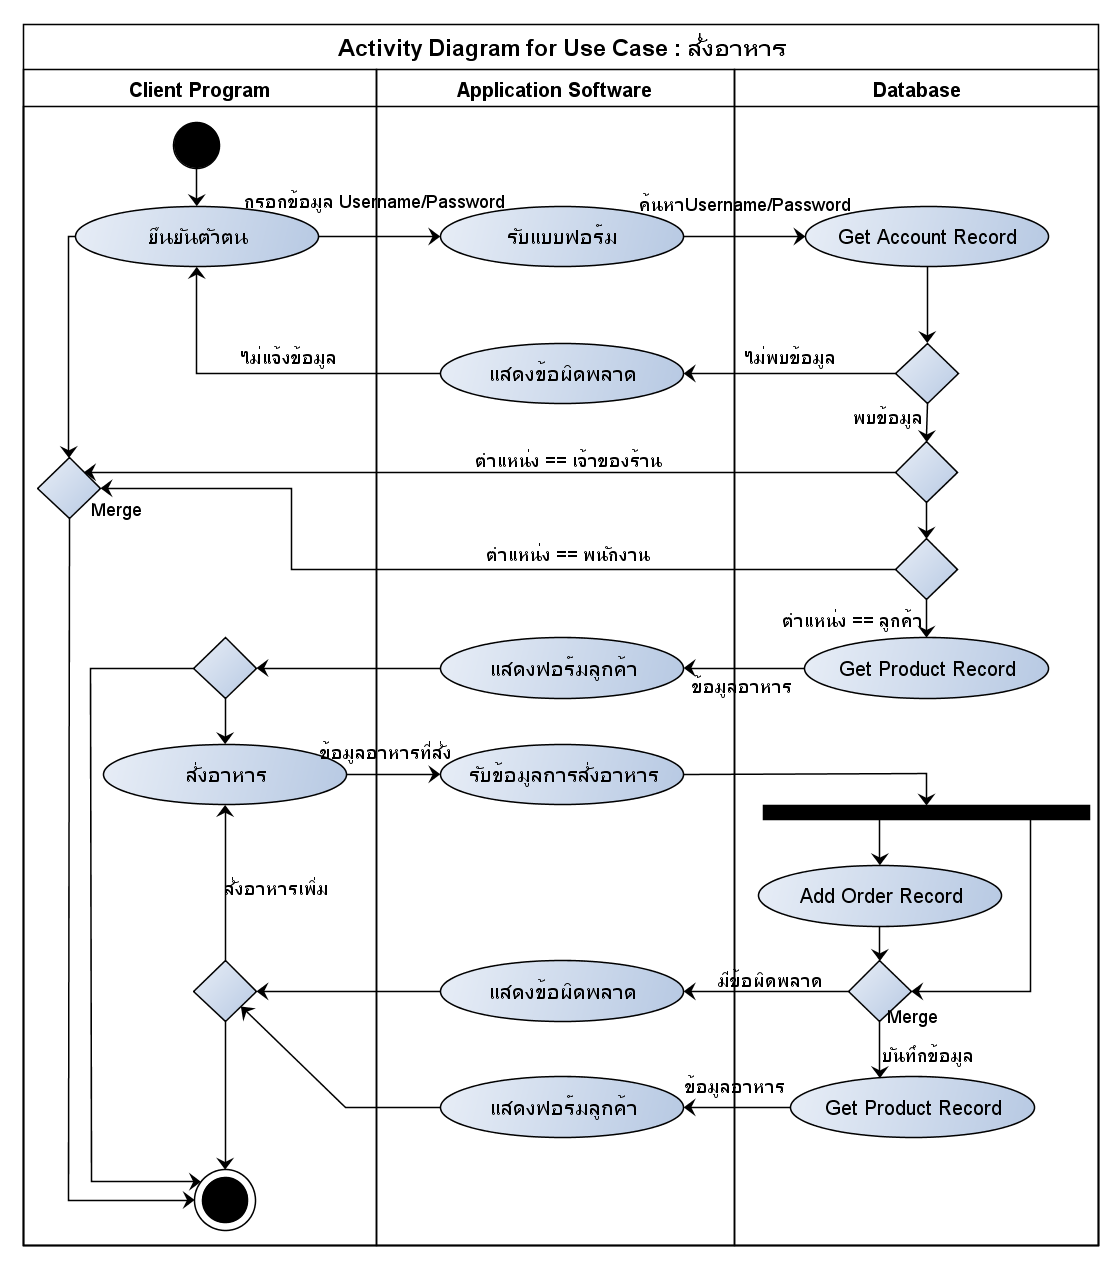 Activity Diagram for Use Case : สั่งอาหาร
Client Program
Application Software
Database
กรอกข้อมูล Username/Password
ค้นหาUsername/Password
ยืนยันตัวตน
รับแบบฟอร์ม
Get Account Record
ไม่แจ้งข้อมูล
ไม่พบข้อมูล
แสดงข้อผิดพลาด
พบข้อมูล
ตำแหน่ง == เจ้าของร้าน
Merge
ตำแหน่ง == พนักงาน
ตำแหน่ง == ลูกค้า
แสดงฟอร์มลูกค้า
Get Product Record
ข้อมูลอาหาร
ข้อมูลอาหารที่สั่ง
สั่งอาหาร
รับข้อมูลการสั่งอาหาร
สั่งอาหารเพิ่ม
Add Order Record
มีข้อผิดพลาด
แสดงข้อผิดพลาด
Merge
บันทึกข้อมูล
ข้อมูลอาหาร
แสดงฟอร์มลูกค้า
Get Product Record